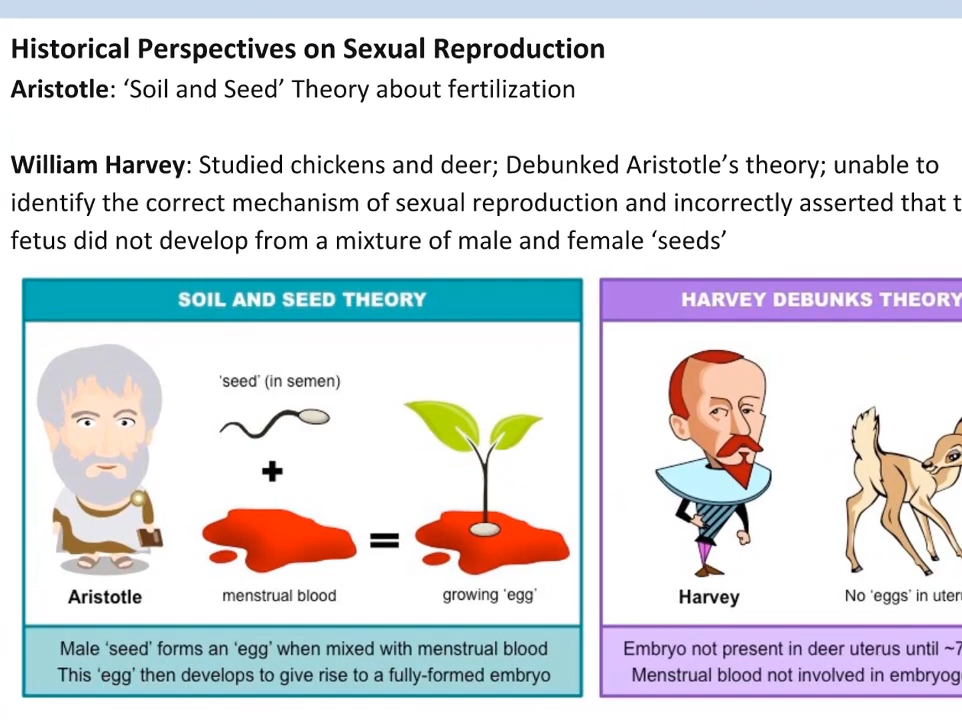 Historical Perspectives on Sexual Reproduction
Aristotle: ‘Soil and Seed’ Theory about fertilization
William Harvey: Studied chickens and deer; Debunked Aristotle’s theory; unable to
identify the correct mechanism of sexual reproduction and incorrectly asserted that
fetus did not develop from a mixture of male and female ‘seeds’
SOIL AND SEED THEORY
'seed' (in semen)
+
=
Aristotle
menstrual blood
growing 'egg'
Male 'seed' forms an 'egg' when mixed with menstrual blood
This 'egg' then develops to give rise to a fully-formed embryo
HARVEY DEBUNKS THEORY
Harvey
No 'eggs' in
Embryo not present in deer uterus until
Menstrual blood not involved in